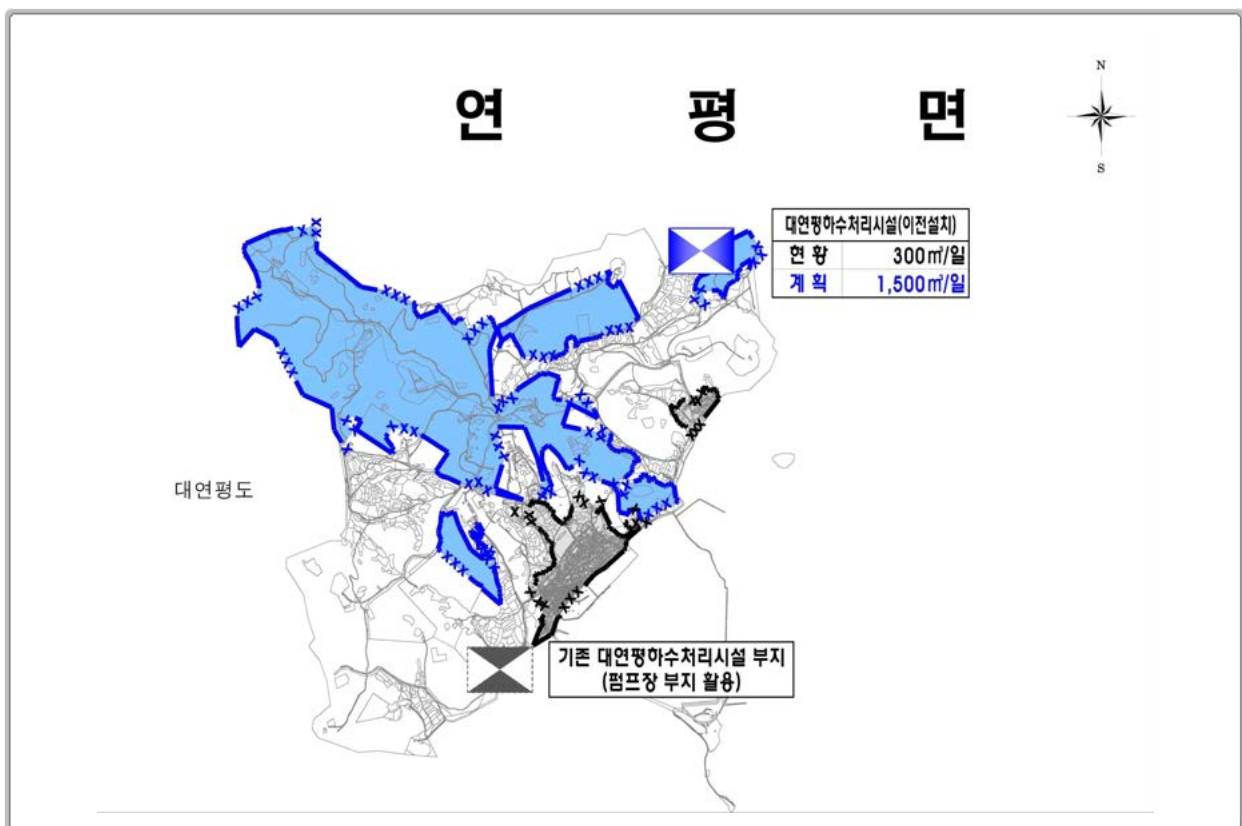 연 평 면
N
S
대연평하수처리시설(이전설치)
현 황 300㎥/일
계 획 1,500㎥/일
대연평도
기존 대연평하수처리시설 부지
(펌프장 부지 활용)